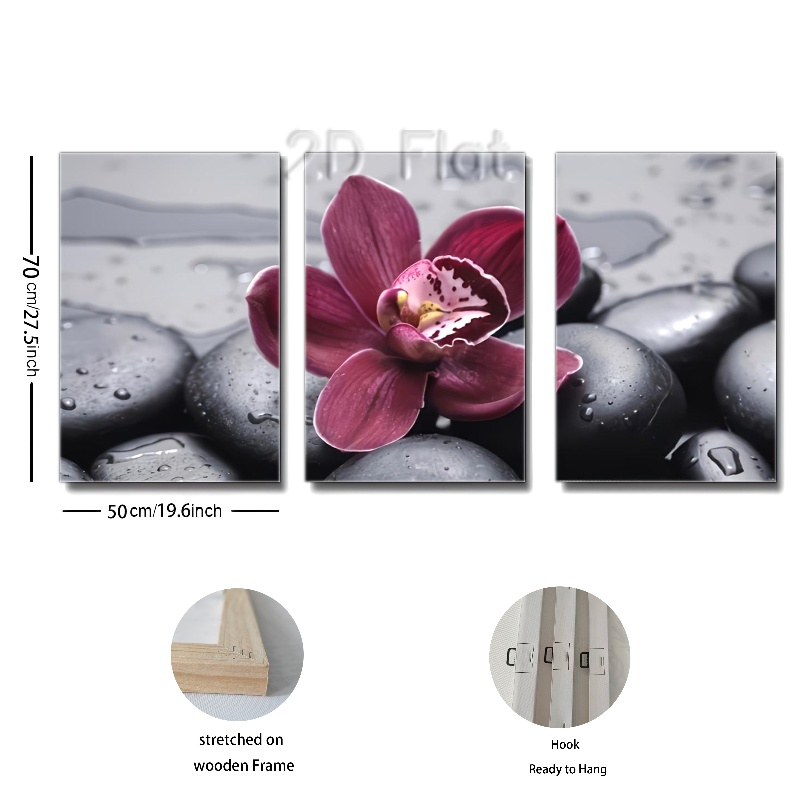 2D Flat
70 cm/27.5inch
50cm/19.6inch
stretched on
wooden Frame
Hook
Ready to Hang